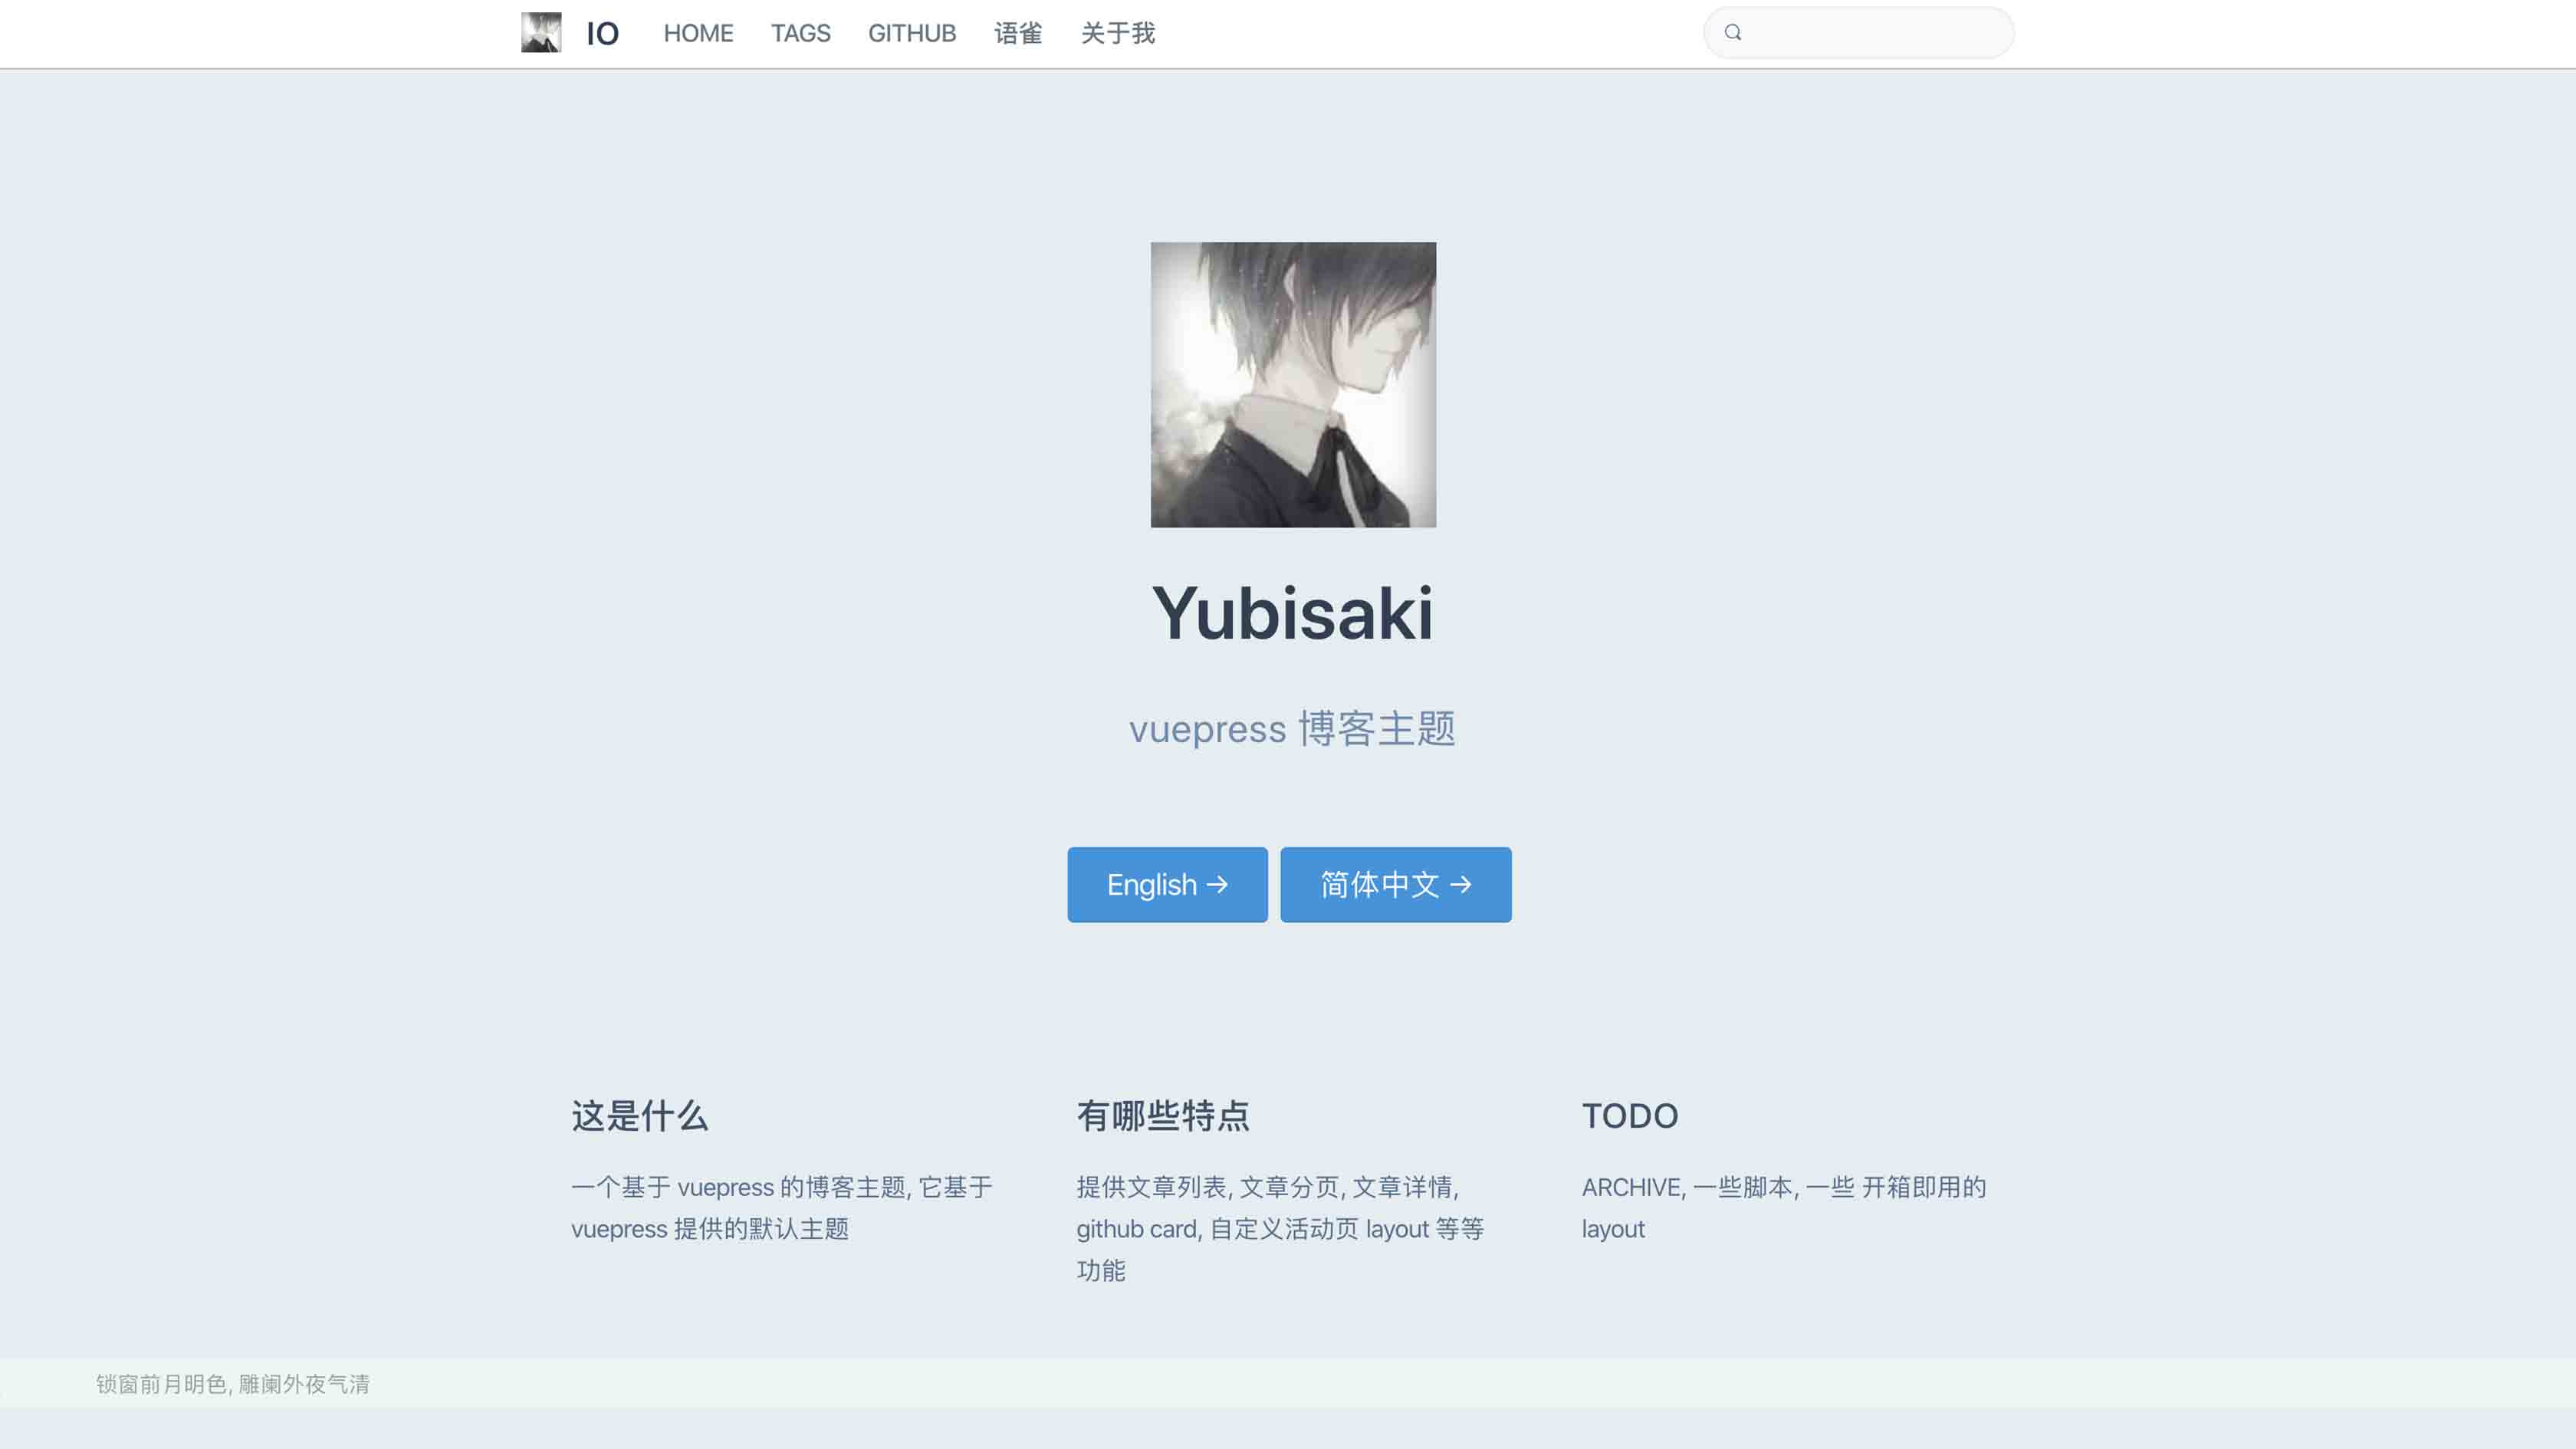 IO HOME TAGS GITHUB 语雀 关于我
Yubisaki
vuepress 博客主题
English → 简体中文 →
这是什么
一个基于 vuepress 的博客主题, 它基于
vuepress 提供的默认主题
有哪些特点
提供文章列表, 文章分页, 文章详情,
github card, 自定义活动页 layout 等等
功能
TODO
ARCHIVE, 一些脚本, 一些 开箱即用的
layout
锁窗前月明色, 雕阑外夜气清